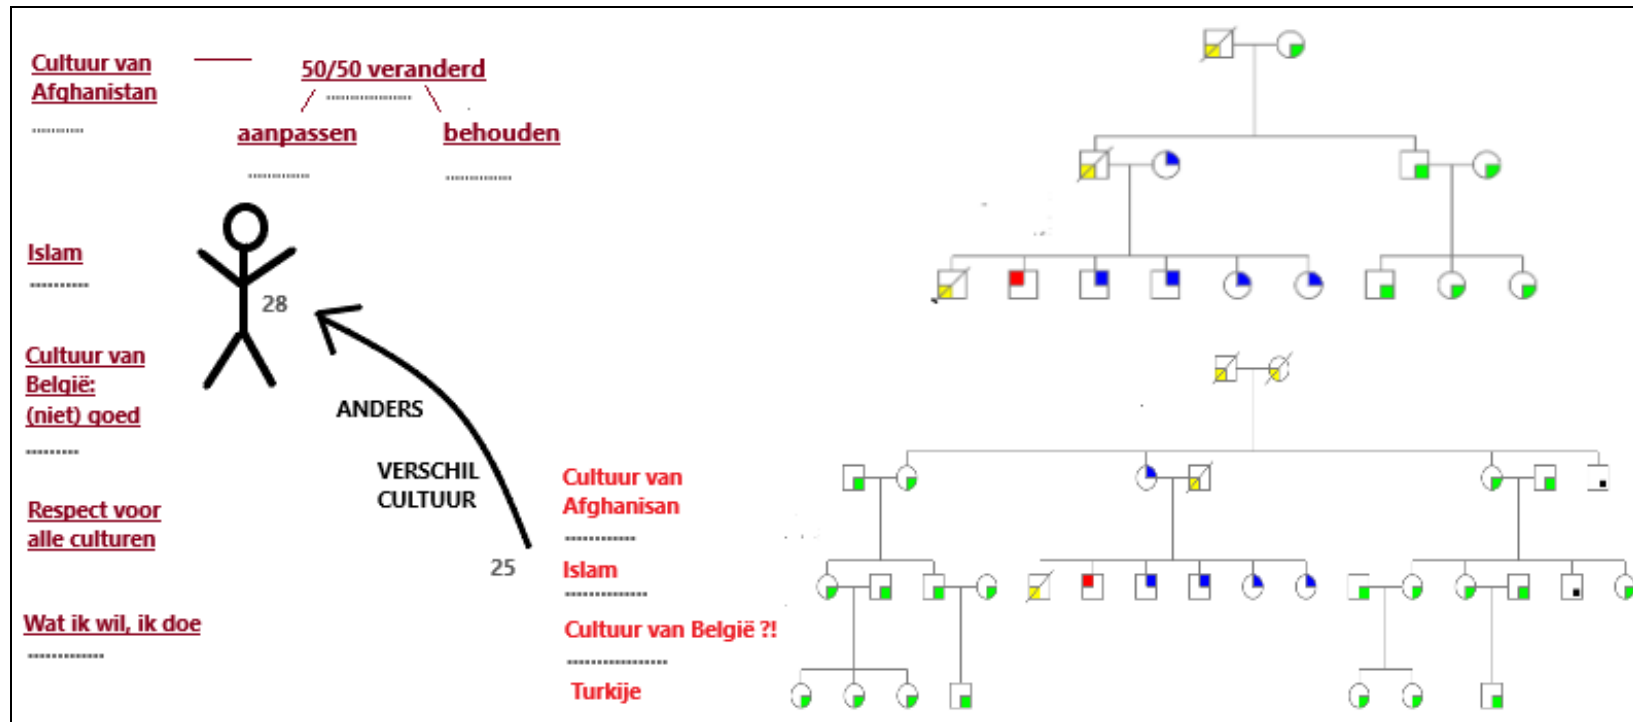 Cultuur van
Afghanistan
50/50 veranderd
aanpassen
behouden
Islam
28
Cultuur van
België:
(niet) goed
ANDERS
VERSCHIL
CULTUUR
Respect voor
alle culturen
25
Wat ik wil, ik doe
Cultuur van
Afghanisan
Islam
Cultuur van België ?!
Turkije